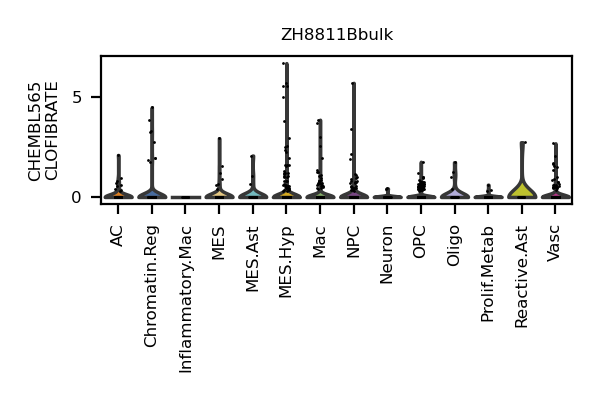 ZH8811Bbulk
CHEMBL565
CLOFIBRATE
5
0
AC
Chromatin.Reg
Inflammatory.Mac
MES
MES.Ast
MES.Hyp
Mac
NPC
Neuron
OPC
Oligo
Prolif.Metab
Reactive.Ast
Vasc